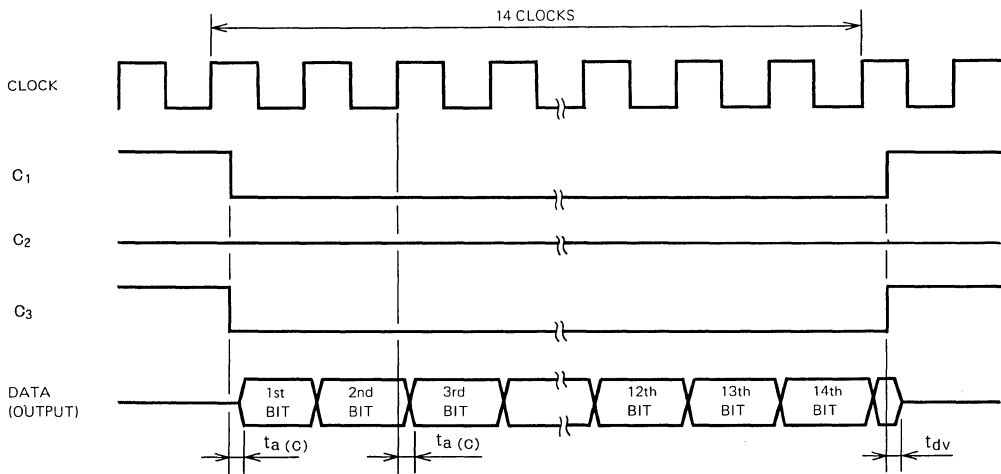 14 CLOCKS
CLOCK
C1
C2
C3
DATA
(OUTPUT)
1st
BIT
2nd
BIT
3rd
BIT
12th
BIT
13th
BIT
14th
BIT
ta (C)
ta (C)
tdv